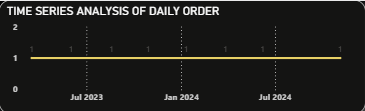 TIME SERIES ANALYSIS OF DAILY ORDER
2
1 1 1 1 1 1 1 1
1
0
Jul 2023 Jan 2024 Jul 2024